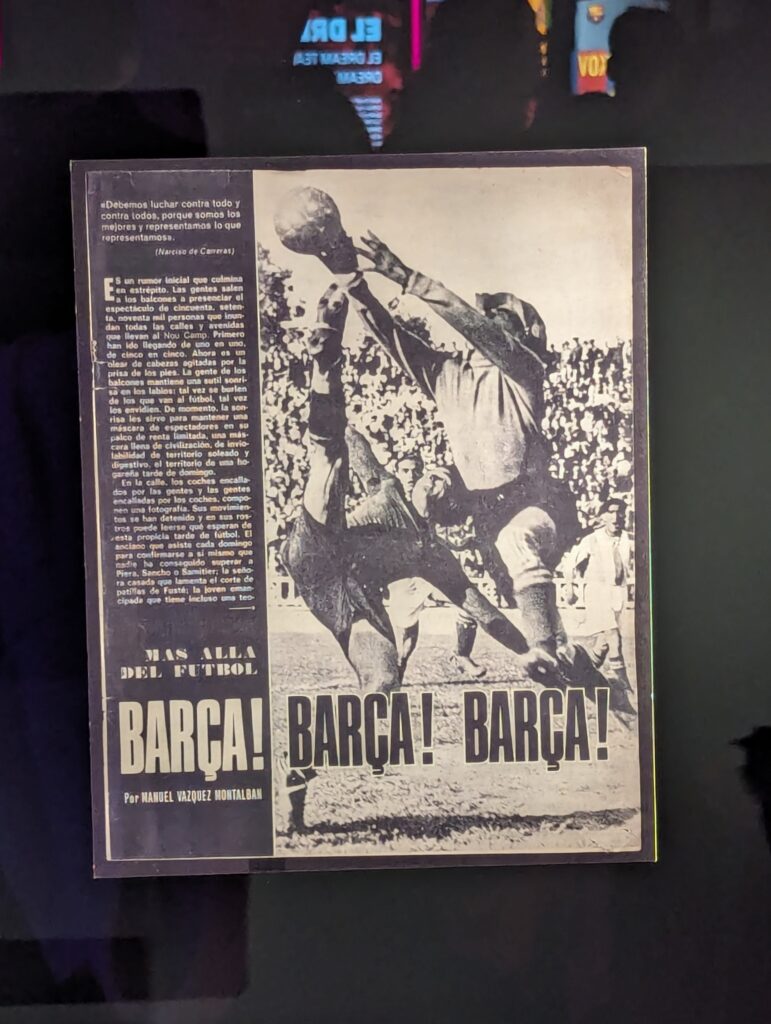 EL DREAM TEAM
DREAM
«Debemos luchar contra todo y
contra todos, porque somos los
mejores y representamos lo que
representamos».
(Narciso de Carreras)
ES un rumor inicial que culmina
en estrépito. Las gentes salen
a los balcones a presenciar el
espectáculo de cincuenta, seten-
ta, noventa mil personas que inun-
dan todas las calles y avenidas
que llevan al Nou Camp. Primero
han ido llegando de uno en uno,
de cinco en cinco. Ahora es un
olear de cabezas agitadas por la
prisa de los pies. La gente de los
balcones mantiene una sutil sonri-
sa en los labios: tal vez se burlen
de los que van al fútbol, tal vez
los envidien. De momento, la son-
risa les sirve para mantener una
máscara de espectadores en su
palco de renta limitada, una más-
cara llena de civilización, de invio-
labilidad de territorio soleado y
digestivo, el territorio de una ho-
gareña tarde de domingo.
En la calle, los coches encalla-
dos por las gentes y las gentes
encalladas por los coches, compo-
nen una fotografía. Sus movimien-
tos se han detenido y en sus ros-
tros puede leerse qué esperan de
esta propicia tarde de fútbol. El
anciano que asiste cada domingo
para confirmarse a sí mismo que
nadie ha conseguido superar a
Piera, Sancho o Samitier; la seño-
ra casada que lamenta el corte de
patillas de Fusté; la joven eman-
cipada que tiene incluso una teo-
MAS ALLA
DEL FUTBOL
BARÇA! BARÇA! BARÇA!
Por MANUEL VAZQUEZ MONTALBAN